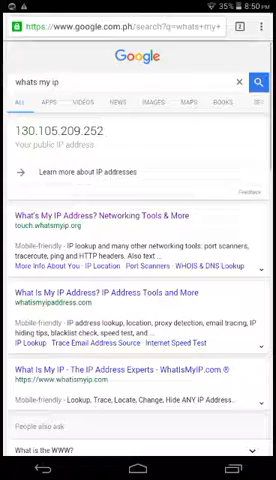 35% 8:50 PM
https://www.google.com.ph/search?q=whats+my+
2
Google
whats my ip
ALL APPS VIDEOS NEWS IMAGES MAPS BOOKS
130.105.209.252
Your public IP address
Learn more about IP addresses
Feedback
What's My IP Address? Networking Tools & More
touch.whatsmyip.org
Mobile-friendly - IP lookup and many other networking tools: port scanners,
traceroute, ping and HTTP headers. Also text ...
More Info About You · IP Location · Port Scanners · WHOIS & DNS Lookup
What Is My IP Address? IP Address Tools and More
whatismyipaddress.com
Mobile-friendly - IP address lookup, location, proxy detection, email tracing, IP
hiding tips, blacklist check, speed test, and ...
IP Lookup · Trace Email Address Source · Internet Speed Test
What Is My IP - The IP Address Experts - WhatIsMyIP.com ®
https://www.whatismyip.com
Mobile-friendly - Lookup, Trace, Locate, Change, Hide ANY IP Address...
People also ask
What is the WWW?